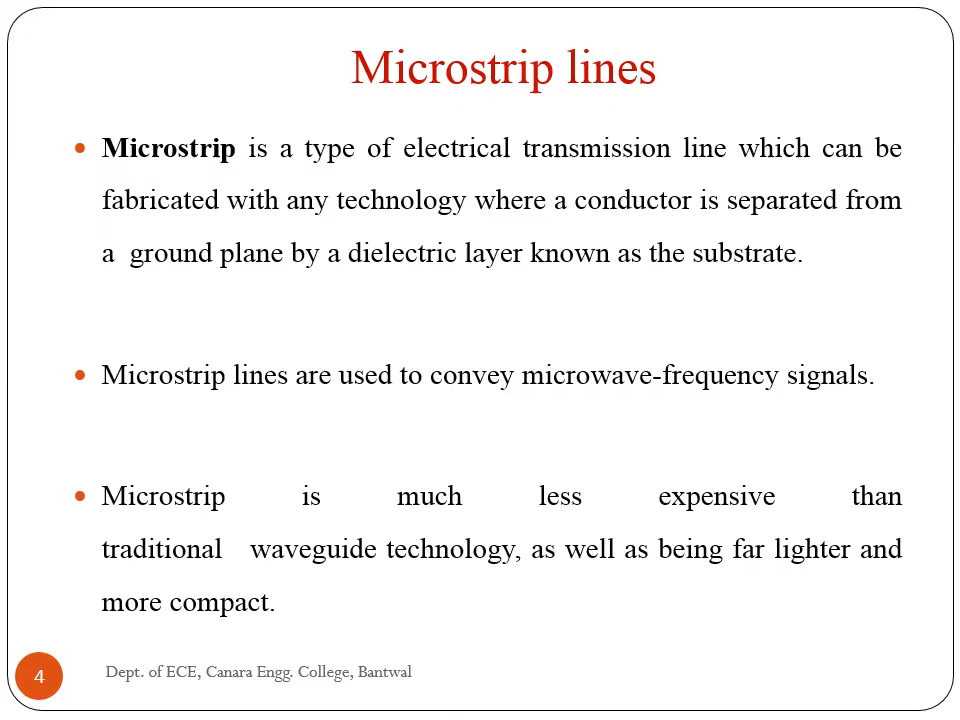 Microstrip lines
• Microstrip is a type of electrical transmission line which can be
fabricated with any technology where a conductor is separated from
a ground plane by a dielectric layer known as the substrate.
• Microstrip lines are used to convey microwave-frequency signals.
• Microstrip is much less expensive than
traditional waveguide technology, as well as being far lighter and
more compact.
4 Dept. of ECE, Canara Engg. College, Bantwal